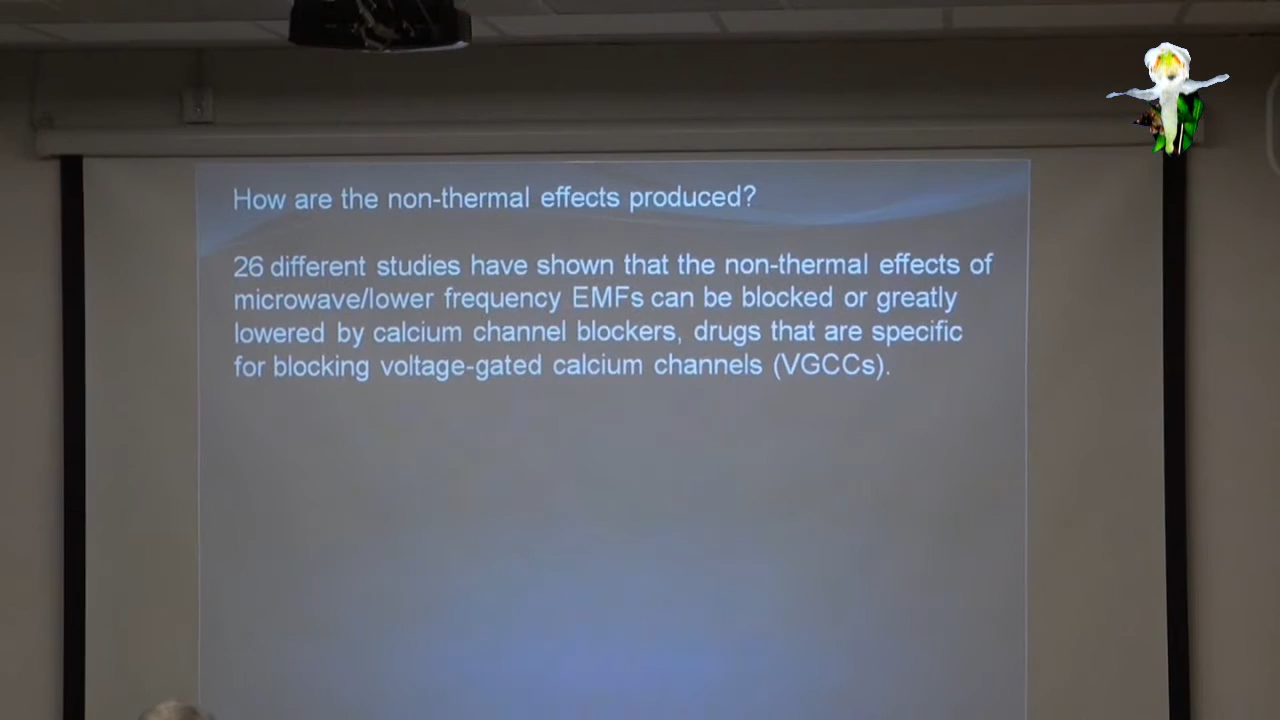 How are the non-thermal effects produced?
26 different studies have shown that the non-thermal effects of
microwave/lower frequency EMFs can be blocked or greatly
lowered by calcium channel blockers, drugs that are specific
for blocking voltage-gated calcium channels (VGCCs).